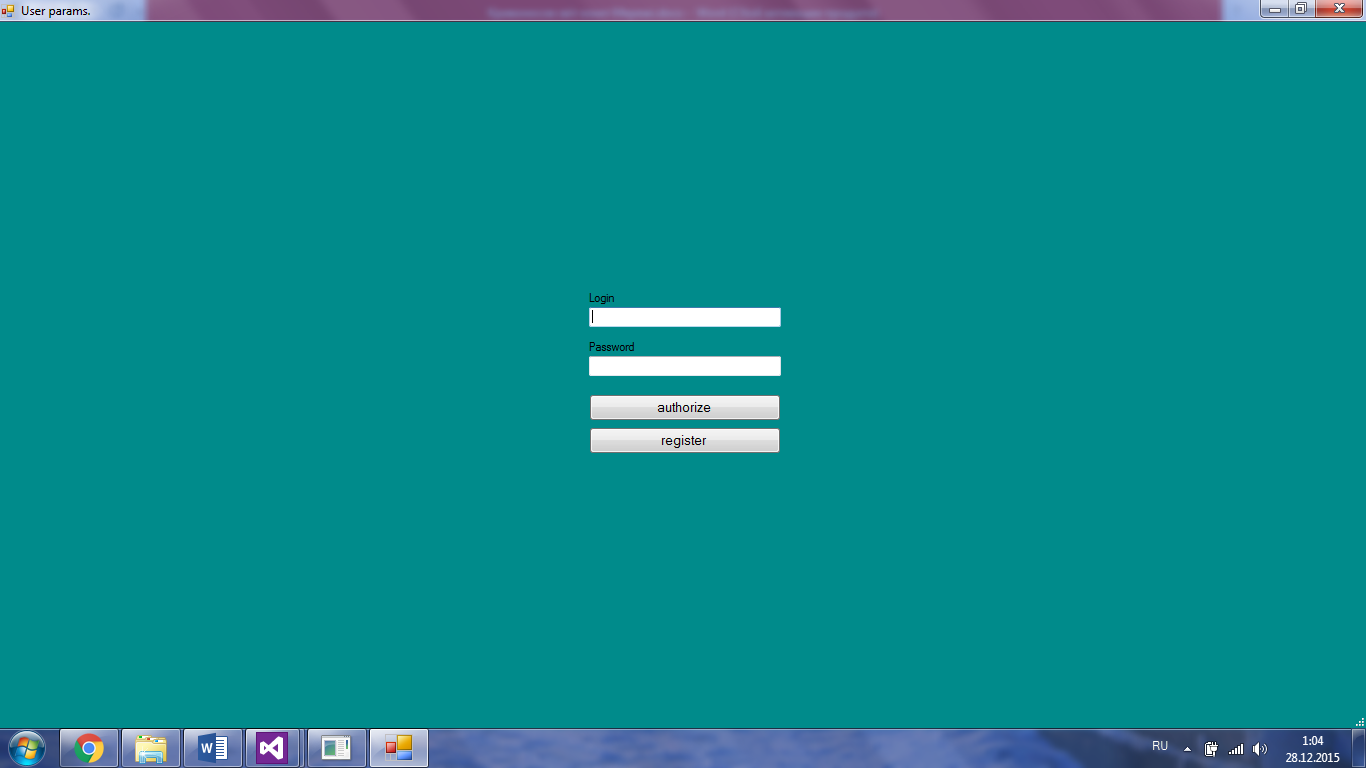 User params.
Login
Password
authorize
register
RU
1:04
28.12.2015